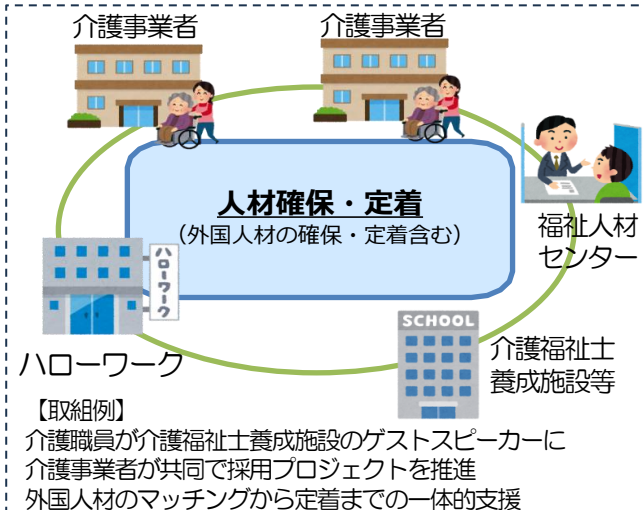 介護事業者
介護事業者
人材確保・定着
（外国人材の確保・定着含む）
福祉人材
センター
ハローワーク
ハローワーク
SCHOOL
介護福祉士
養成施設等
【取組例】
介護職員が介護福祉士養成施設のゲストスピーカーに
介護事業者が共同で採用プロジェクトを推進
外国人材のマッチングから定着までの一体的支援